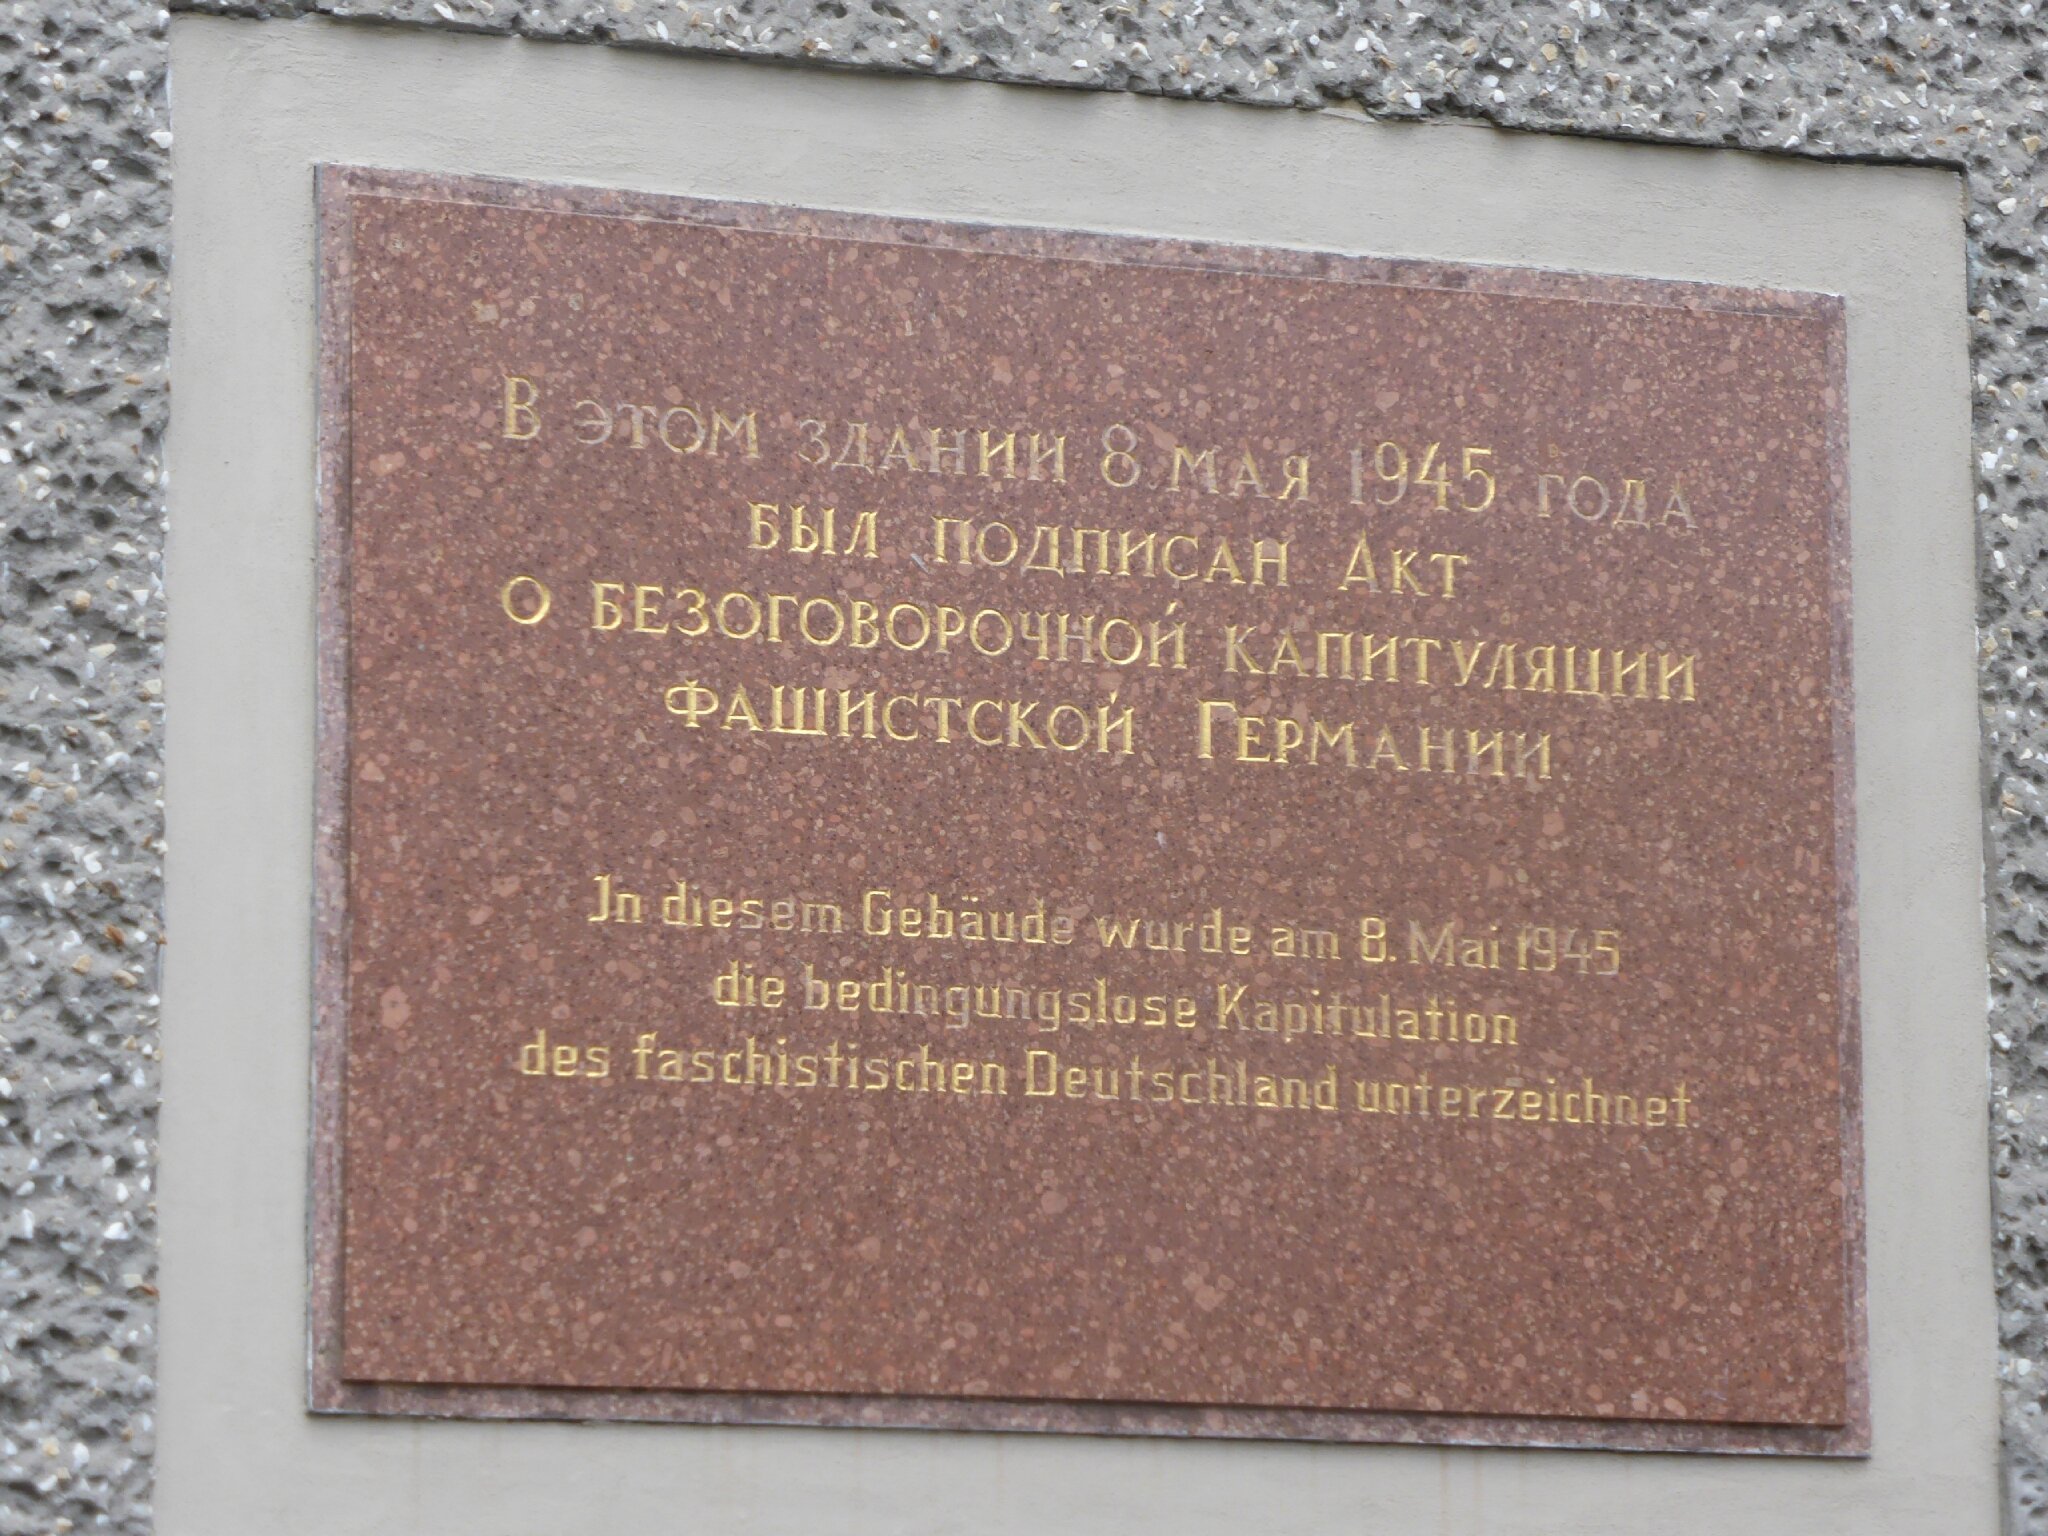 В этом здании 8.мая 1945 года
был подписан Акт
о безоговорочной капитуляции
фашистской Германии.
In diesem Gebäude wurde am 8. Mai 1945
die bedingungslose Kapitulation
des faschistischen Deutschland unterzeichnet.